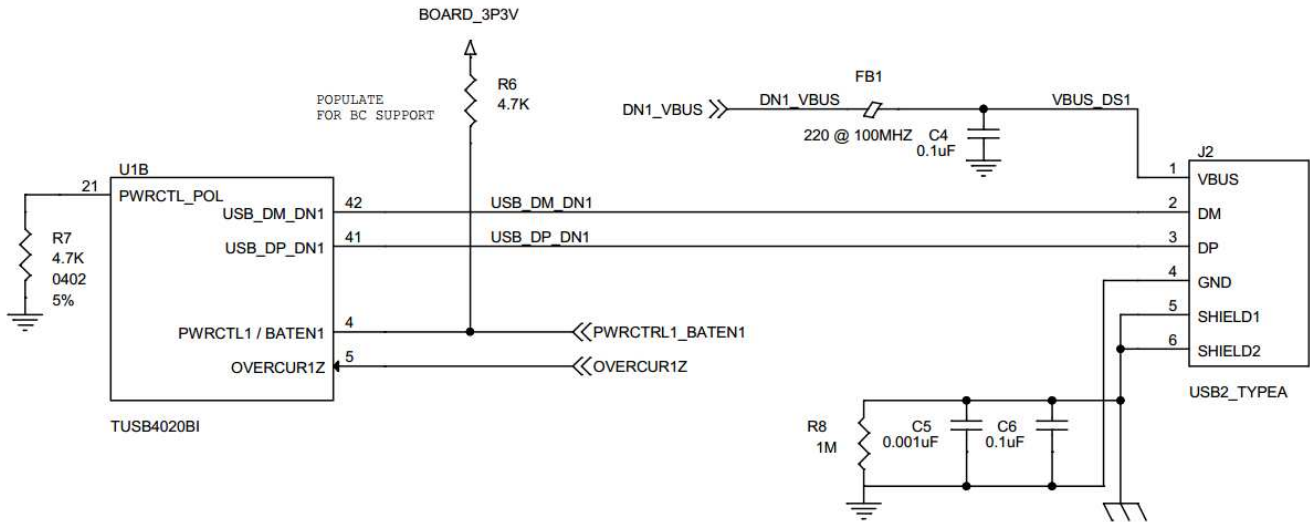 BOARD_3P3V
R6
4.7K
POPULATE
FOR BC SUPPORT
FB1
DN1_VBUS
DN1_VBUS
VBUS_DS1
220 @ 100MHZ
C4
0.1uF
J2
1
VBUS
2
DM
3
DP
4
GND
5
SHIELD1
6
SHIELD2
USB2_TYPEA
U1B
21
PWRCTL_POL
USB_DM_DN1
42
USB_DM_DN1
USB_DP_DN1
41
USB_DP_DN1
R7
4.7K
0402
5%
PWRCTL1 / BATEN1
4
PWRCTRL1_BATEN1
OVERCUR1Z
5
OVERCUR1Z
TUSB4020BI
R8
1M
C5
0.001uF
C6
0.1uF